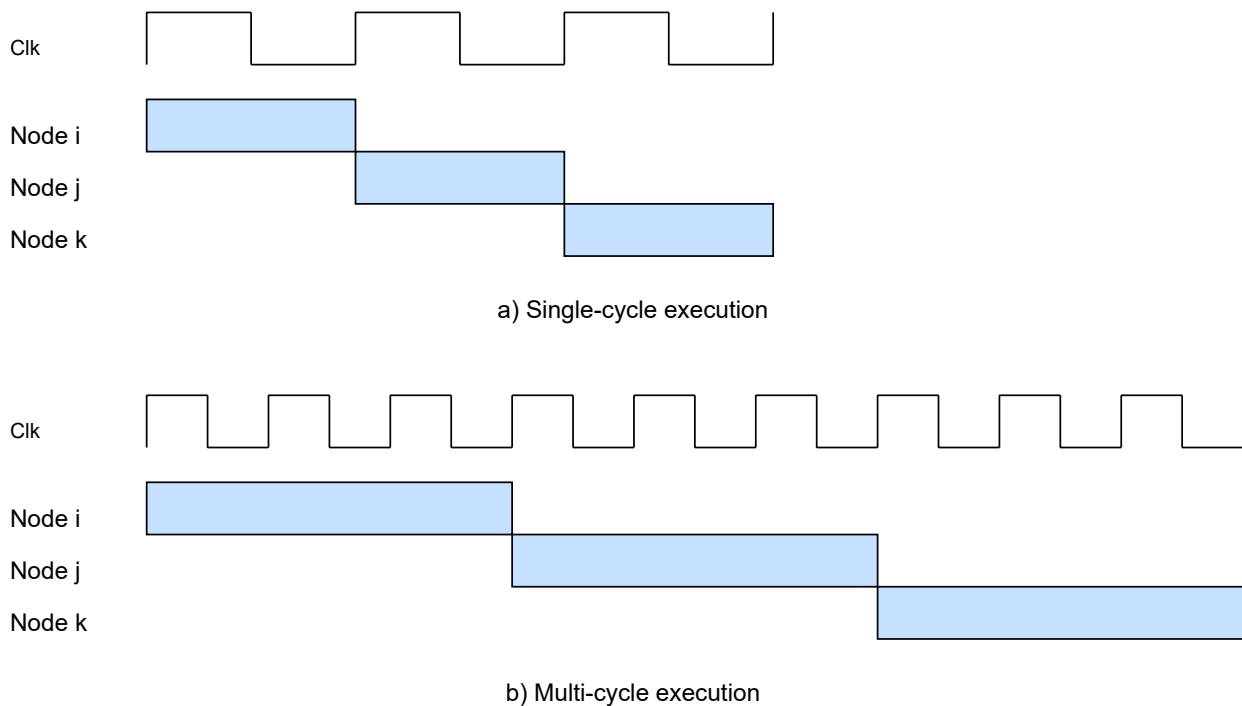 Clk
Node i
Node j
Node k
a) Single-cycle execution
Clk
Node i
Node j
Node k
b) Multi-cycle execution